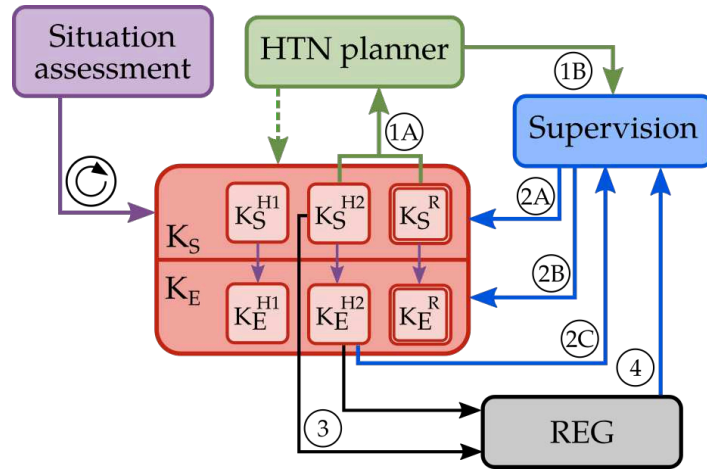 Situation
assessment
HTN planner
1B
1A
Supervision
K_S^H1
K_S^H2
K_S^R
2A
K_S
K_E
2B
K_E^H1
K_E^H2
K_E^R
2C
4
3
REG